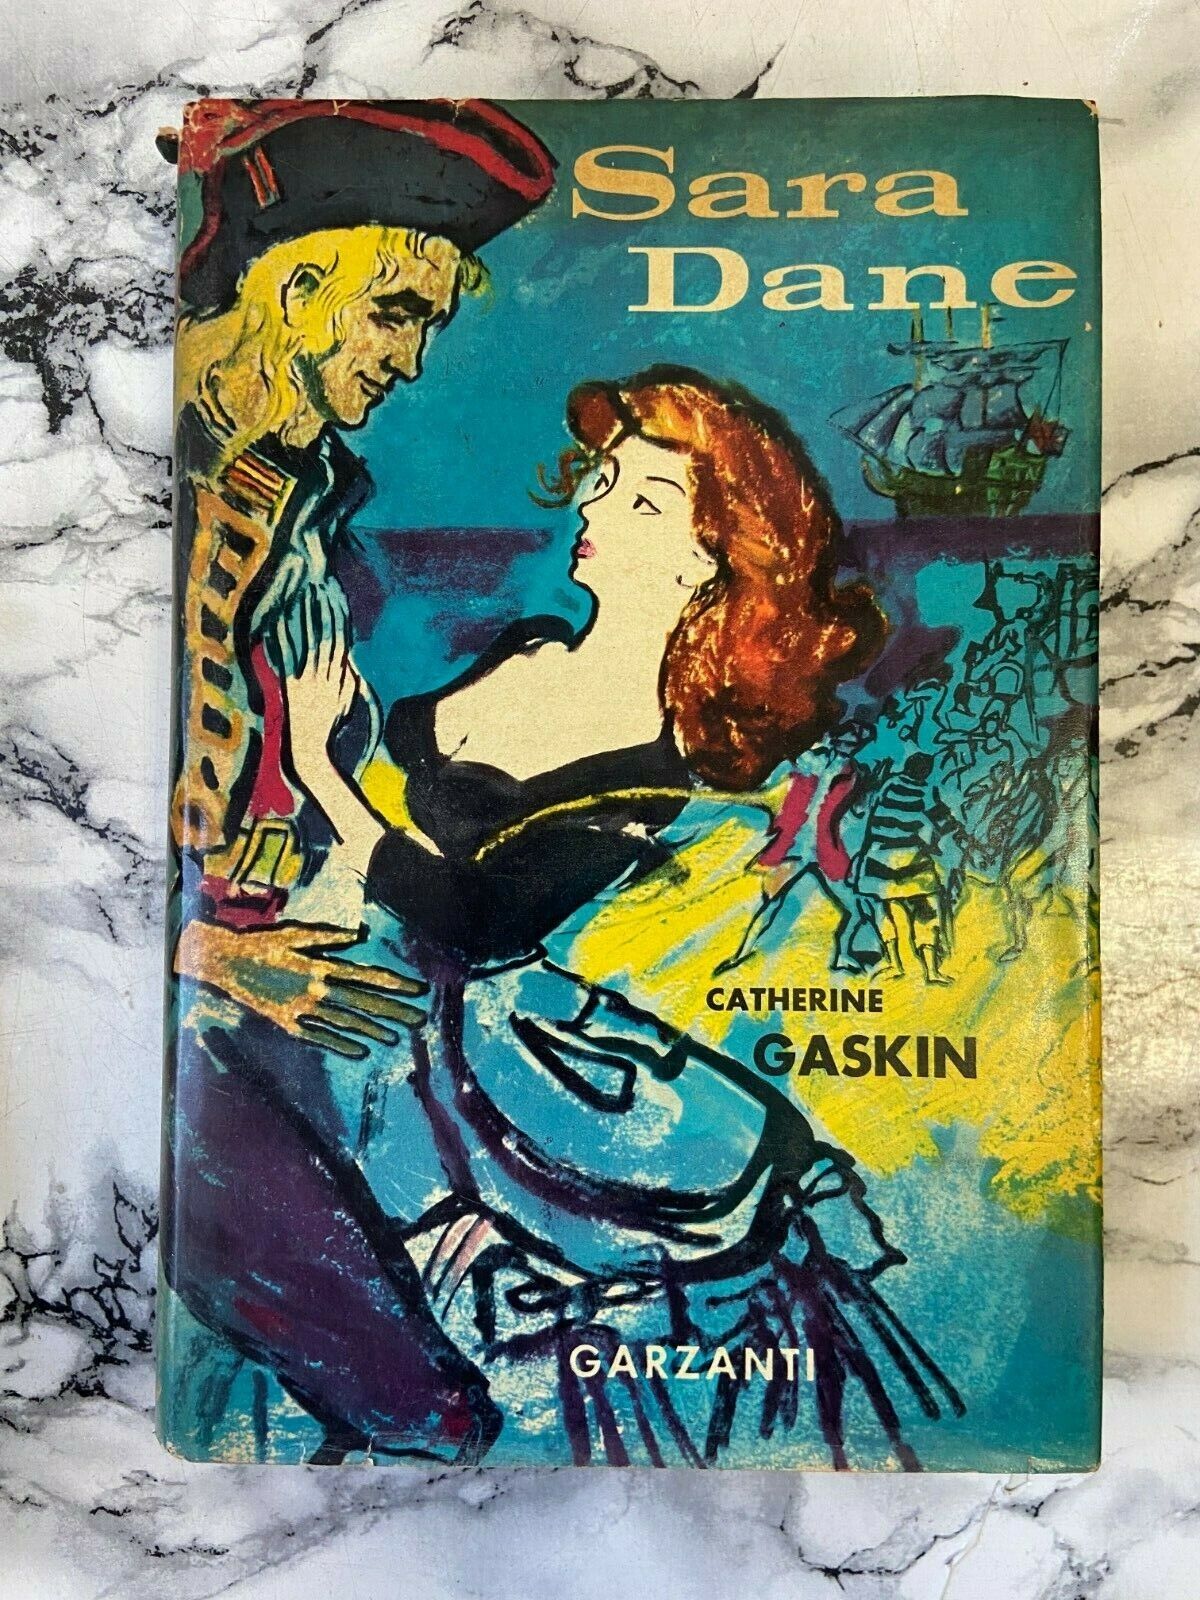 Sara
Dane
CATHERINE
GASKIN
GARZANTI